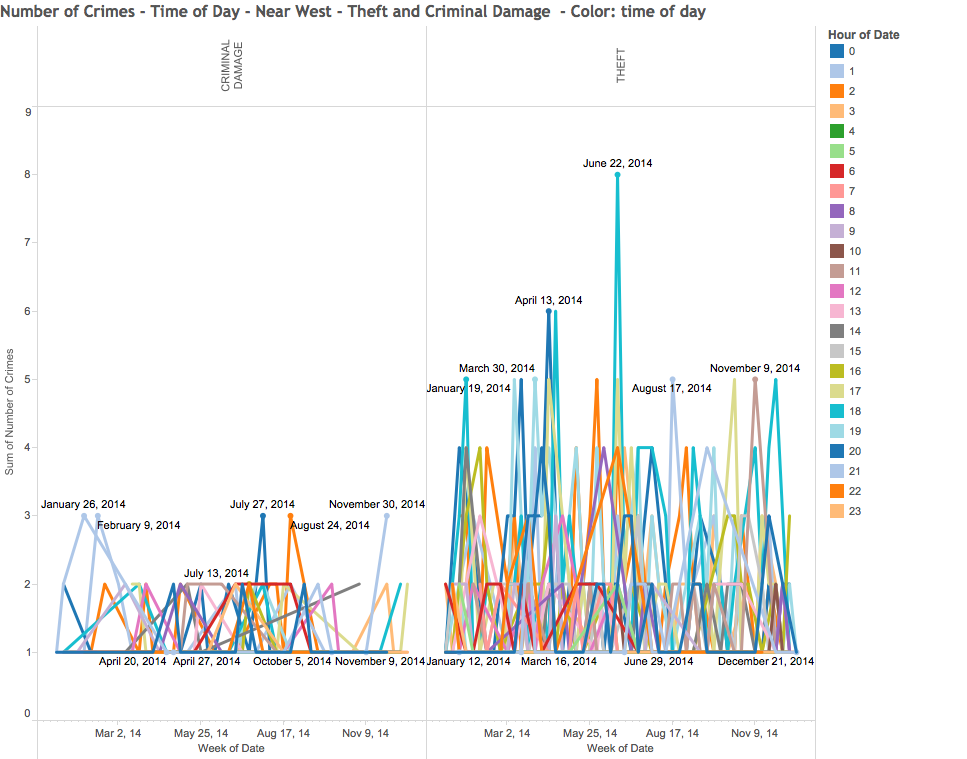 Number of Crimes - Time of Day - Near West - Theft and Criminal Damage  - Color: time of day
CRIMINAL
DAMAGE
THEFT
Hour of Date
0
1
2
3
4
5
6
7
8
9
10
11
12
13
14
15
16
17
18
19
20
21
22
23
Sum of Number of Crimes
9
8
7
6
5
4
3
2
1
0
January 26, 2014
February 9, 2014
July 27, 2014
August 24, 2014
November 30, 2014
July 13, 2014
April 20, 2014
April 27, 2014
October 5, 2014
November 9, 2014
June 22, 2014
April 13, 2014
March 30, 2014
January 19, 2014
August 17, 2014
November 9, 2014
January 12, 2014
March 16, 2014
June 29, 2014
December 21, 2014
Mar 2, 14
May 25, 14
Aug 17, 14
Nov 9, 14
Week of Date
Mar 2, 14
May 25, 14
Aug 17, 14
Nov 9, 14
Week of Date